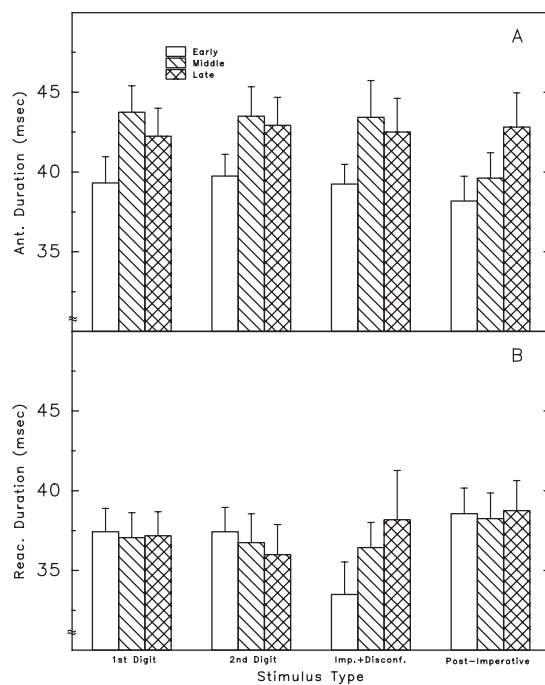 A
Early
Middle
Late
45
40
35
Ant. Duration (msec)
≈
B
45
40
35
Reac. Duration (msec)
≈
1st Digit 2nd Digit Imp.+Disconf. Post-Imperative
Stimulus Type